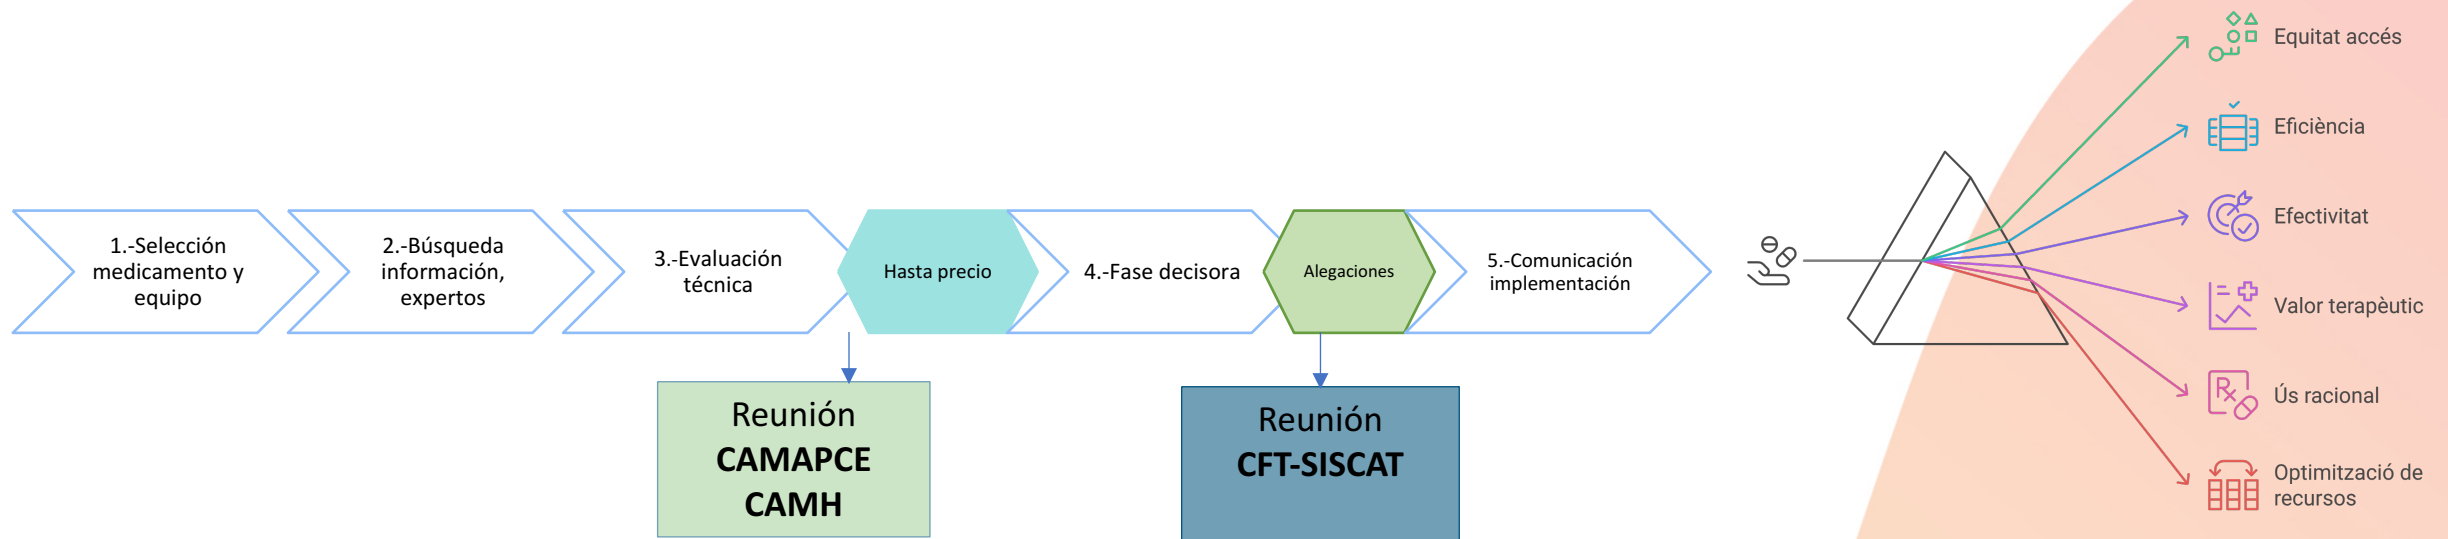 1.-Selección
medicamento y
equipo
2.-Búsqueda
información,
expertos
3.-Evaluación
técnica
Hasta precio
4.-Fase decisora
Alegaciones
5.-Comunicación
implementación
Reunión
CAMAPCE
CAMH
Reunión
CFT-SISCAT
Equitat accés
Eficiència
Efectivitat
Valor terapèutic
Ús racional
Optimització de
recursos